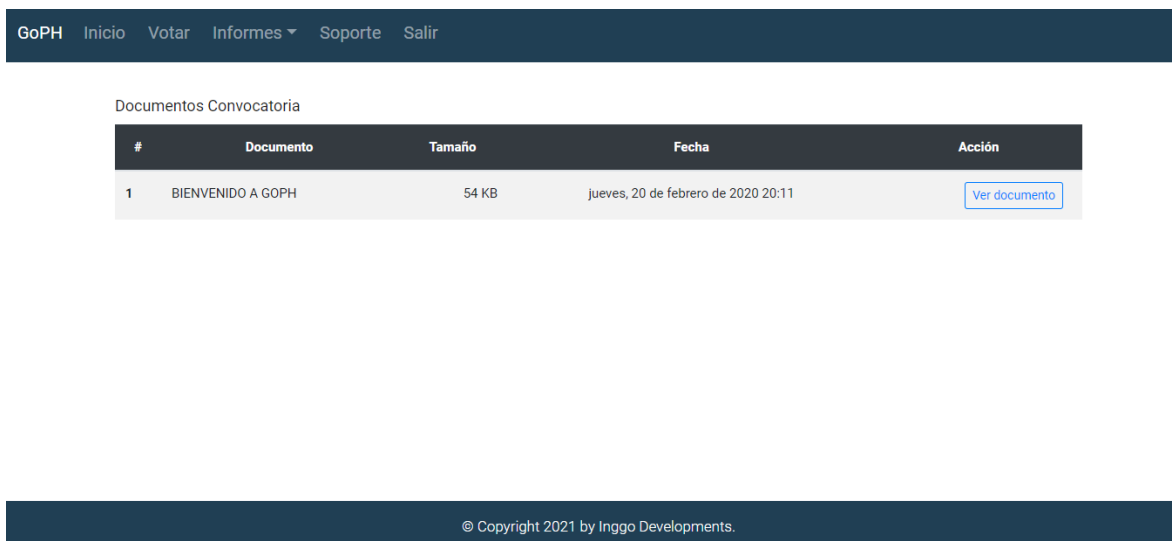 GoPH Inicio Votar Informes Soporte Salir
Documentos Convocatoria
# Documento Tamaño Fecha Acción
1 BIENVENIDO A GOPH 54 KB jueves, 20 de febrero de 2020 20:11 Ver documento
© Copyright 2021 by Inggo Developments.